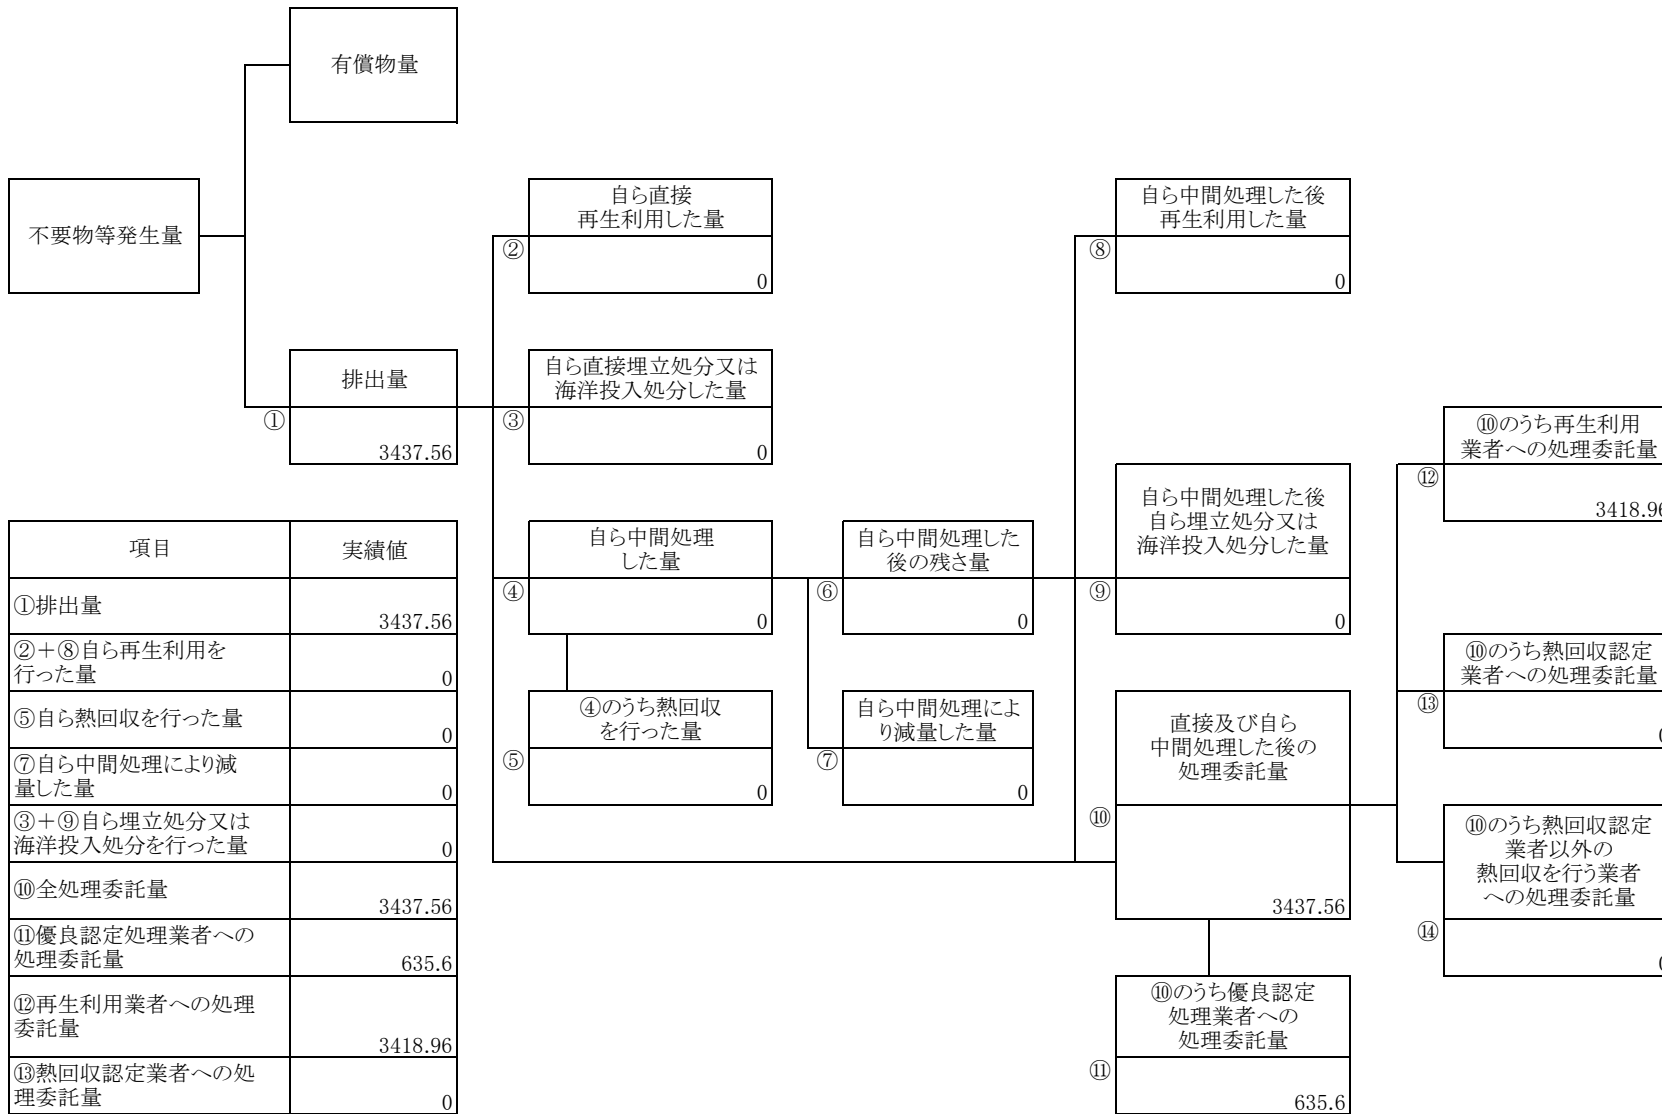 有償物量
不要物等発生量
自ら直接
再生利用した量
②
0
自ら中間処理した後
再生利用した量
⑧
0
排出量
①
3437.56
自ら直接埋立処分又は
海洋投入処分した量
③
0
⑩のうち再生利用
業者への処理委託量
⑫
3418.96
自ら中間処理
した量
④
0
自ら中間処理した
後の残さ量
⑥
0
自ら中間処理した後
自ら埋立処分又は
海洋投入処分した量
⑨
0
⑩のうち熱回収認定
業者への処理委託量
⑬
0
④のうち熱回収
を行った量
⑤
0
自ら中間処理によ
り減量した量
⑦
0
直接及び自ら
中間処理した後の
処理委託量
⑩
3437.56
⑩のうち熱回収認定
業者以外の
熱回収を行う業者
への処理委託量
⑭
0
⑩のうち優良認定
処理業者への
処理委託量
⑪
635.6
項目
実績値
①排出量
3437.56
②＋⑧自ら再生利用を
行った量
0
⑤自ら熱回収を行った量
0
⑦自ら中間処理により減
量した量
0
③＋⑨自ら埋立処分又は
海洋投入処分を行った量
0
⑩全処理委託量
3437.56
⑪優良認定処理業者への
処理委託量
635.6
⑫再生利用業者への処理
委託量
3418.96
⑬熱回収認定業者への処
理委託量
0